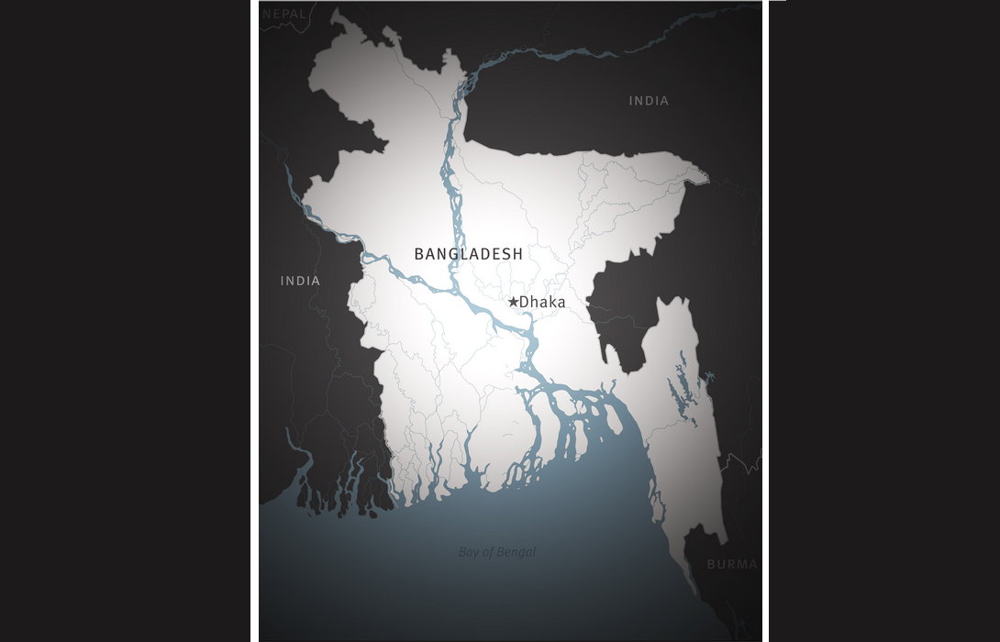 NEPAL
INDIA
BANGLADESH
INDIA
Dhaka
Bay of Bengal
BURMA